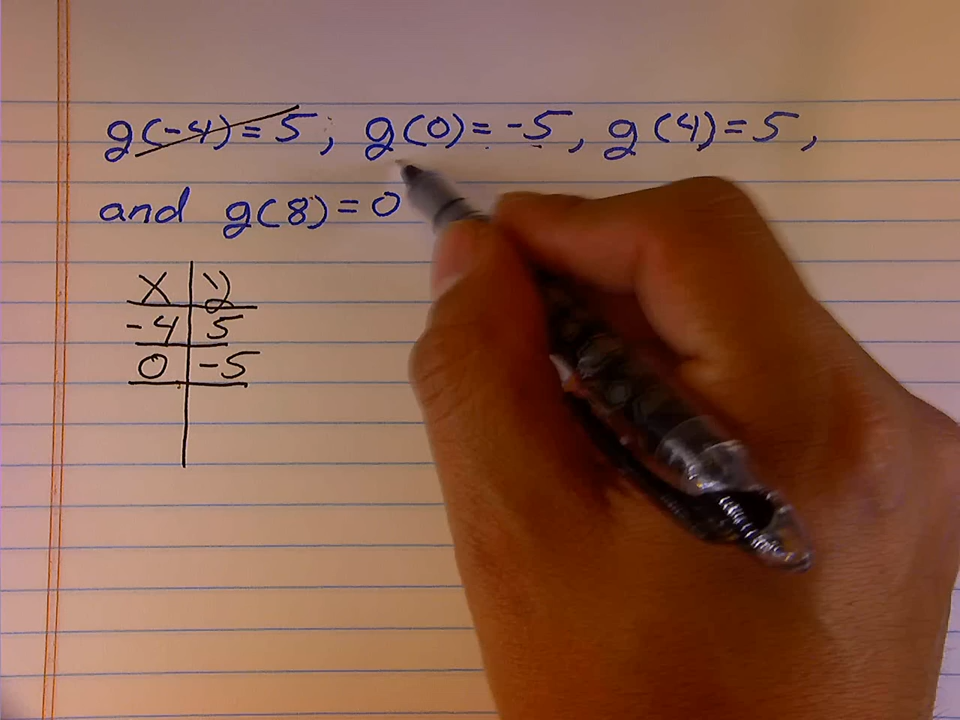 g(-4) = 5; g(0) = -5, g(4) = 5,
and g(8) = 0
x y
-4 5
0 -5